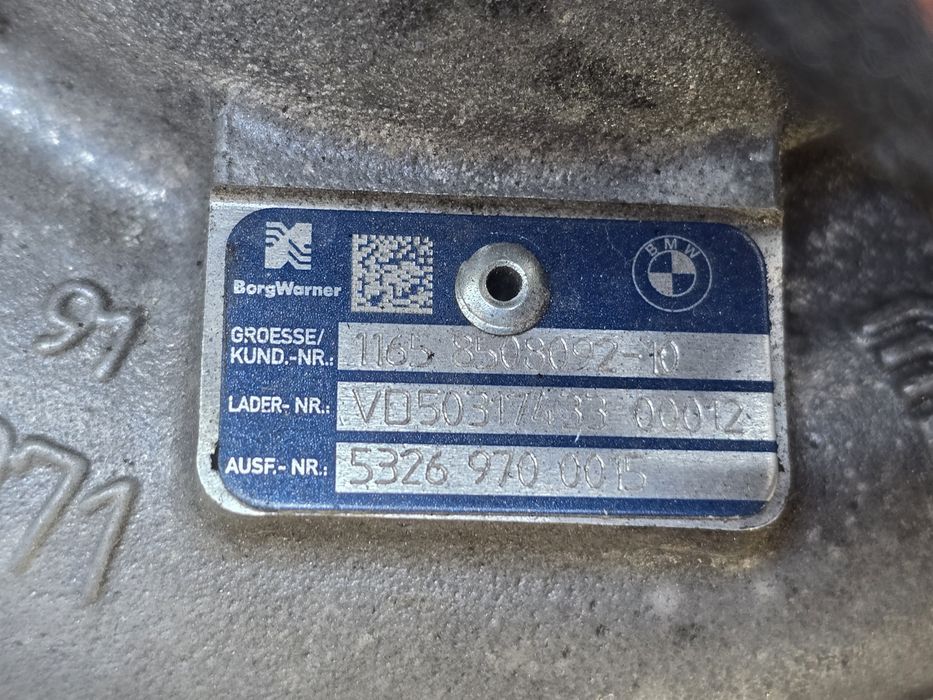 BMW
BorgWarner
GROESSE/
KUND.-NR.: 1165 8508092-10
LADER-NR.: VD50317433 00012
AUSF.-NR.: 5326 970 0015